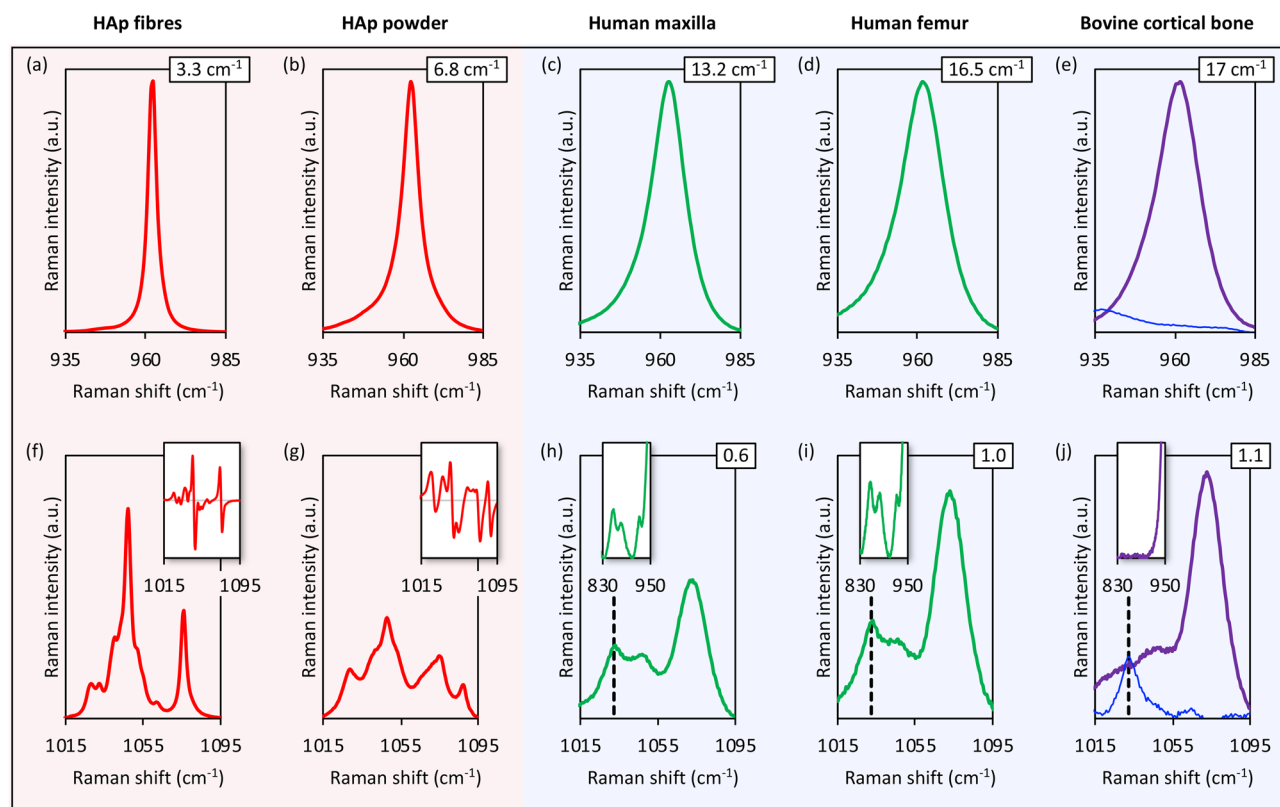 HAp fibres
HAp powder
Human maxilla
Human femur
Bovine cortical bone
(a)
3.3 cm⁻¹
Raman intensity (a.u.)
935 960 985
Raman shift (cm⁻¹)
(b)
6.8 cm⁻¹
Raman intensity (a.u.)
935 960 985
Raman shift (cm⁻¹)
(c)
13.2 cm⁻¹
Raman intensity (a.u.)
935 960 985
Raman shift (cm⁻¹)
(d)
16.5 cm⁻¹
Raman intensity (a.u.)
935 960 985
Raman shift (cm⁻¹)
(e)
17 cm⁻¹
Raman intensity (a.u.)
935 960 985
Raman shift (cm⁻¹)
(f)
1015 1095
Raman intensity (a.u.)
1015 1055 1095
Raman shift (cm⁻¹)
(g)
1015 1095
Raman intensity (a.u.)
1015 1055 1095
Raman shift (cm⁻¹)
(h)
0.6
830 950
Raman intensity (a.u.)
1015 1055 1095
Raman shift (cm⁻¹)
(i)
1.0
830 950
Raman intensity (a.u.)
1015 1055 1095
Raman shift (cm⁻¹)
(j)
1.1
830 950
Raman intensity (a.u.)
1015 1055 1095
Raman shift (cm⁻¹)